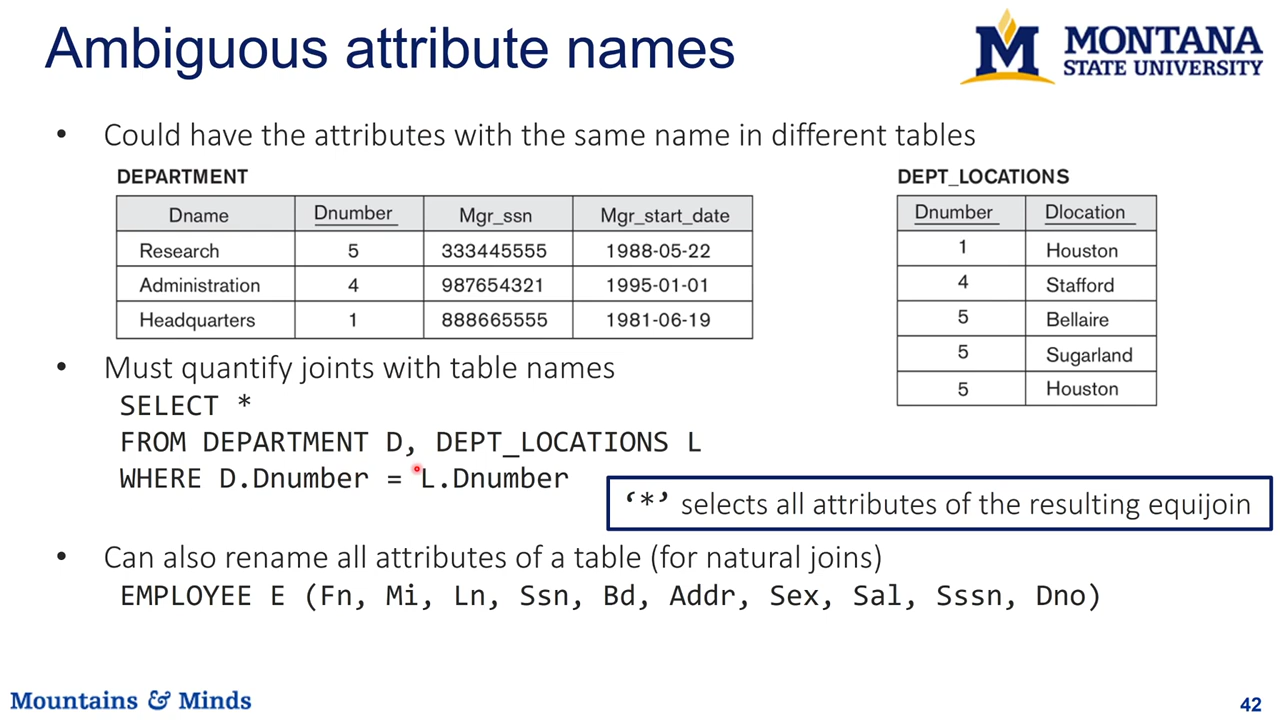 Ambiguous attribute names
MONTANA
STATE UNIVERSITY
• Could have the attributes with the same name in different tables
DEPARTMENT
Dname Dnumber Mgr_ssn Mgr_start_date
Research 5 333445555 1988-05-22
Administration 4 987654321 1995-01-01
Headquarters 1 888665555 1981-06-19
DEPT_LOCATIONS
Dnumber Dlocation
1 Houston
4 Stafford
5 Bellaire
5 Sugarland
5 Houston
• Must quantify joints with table names
SELECT *
FROM DEPARTMENT D, DEPT_LOCATIONS L
WHERE D.Dnumber = L.Dnumber
‘*’ selects all attributes of the resulting equijoin
• Can also rename all attributes of a table (for natural joins)
EMPLOYEE E (Fn, Mi, Ln, Ssn, Bd, Addr, Sex, Sal, Sssn, Dno)
Mountains & Minds
42